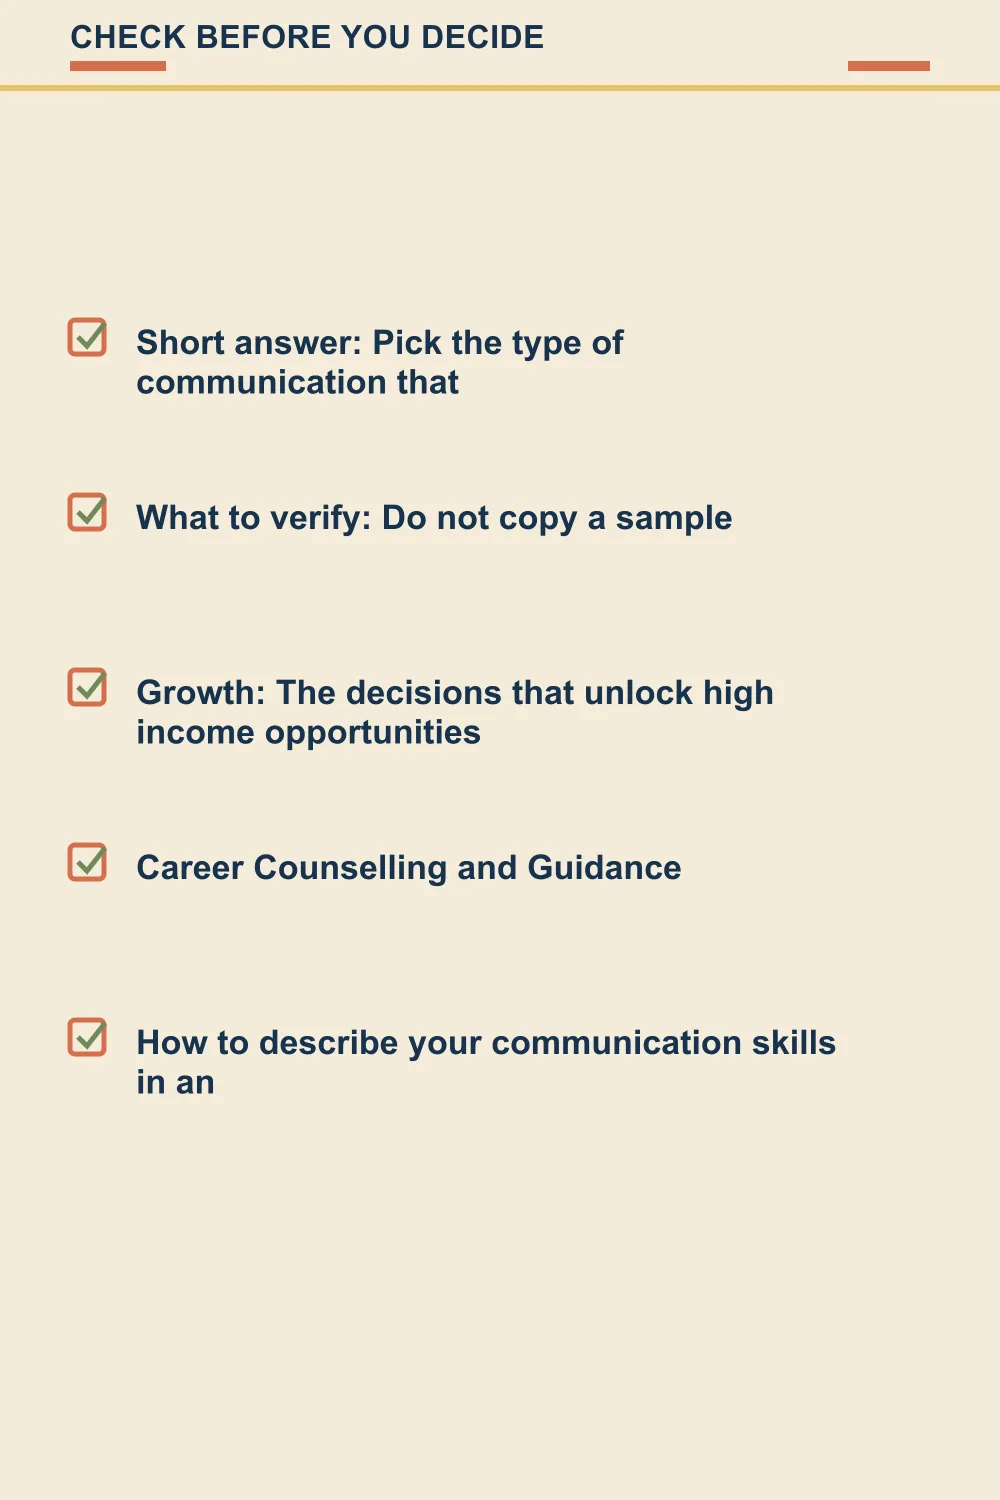 CHECK BEFORE YOU DECIDE
Short answer: Pick the type of
communication that
What to verify: Do not copy a sample
Growth: The decisions that unlock high
income opportunities
Career Counselling and Guidance
How to describe your communication skills
in an